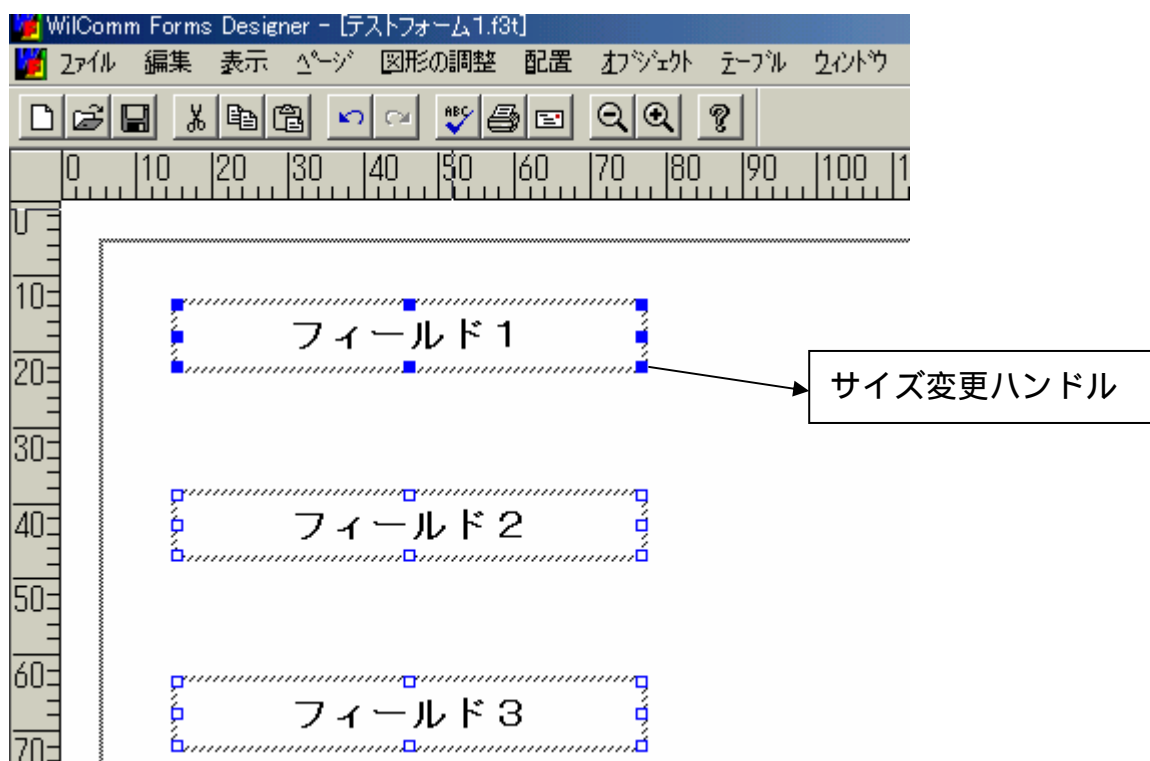 WilComm Forms Designer - [テストフォーム1.f3t]
ﾌｧｲﾙ 編集 表示 ﾍﾟｰｼﾞ 図形の調整 配置 ｵﾌﾞｼﾞｪｸﾄ ﾃｰﾌﾞﾙ ｳｨﾝﾄﾞｳ
ABC
0 10 20 30 40 50 60 70 80 90 100 1
0
10
フィールド1
20
サイズ変更ハンドル
30
40
フィールド2
50
60
フィールド3
70